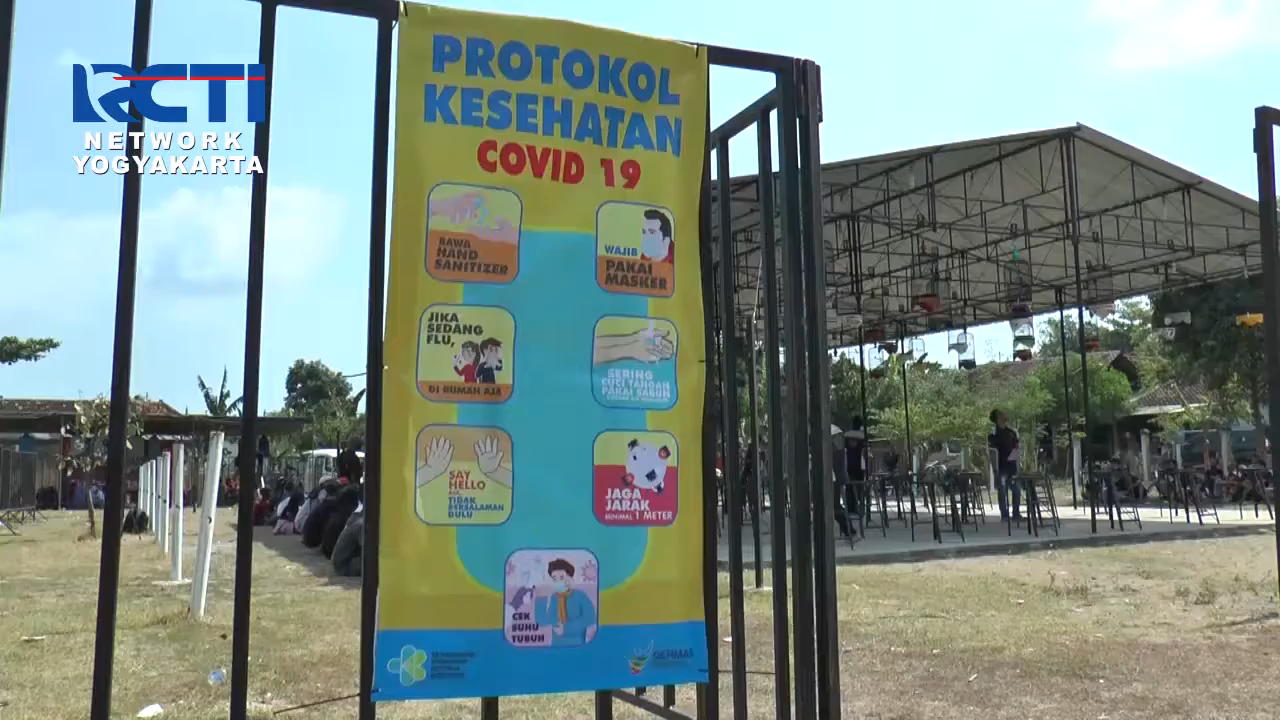 RCTI
NETWORK
YOGYAKARTA
PROTOKOL
KESEHATAN
COVID 19
BAWA
HAND
SANITIZER
WAJIB
PAKAI
MASKER
JIKA
SEDANG
FLU,
DI RUMAH AJA
SERING
CUCI TANGAN
PAKAI SABUN
SAY
HELLO
TIDAK
BERSALAMAN
DULU
JAGA
JARAK
MINIMAL 1 METER
CEK
SUHU
TUBUH
GERMAS